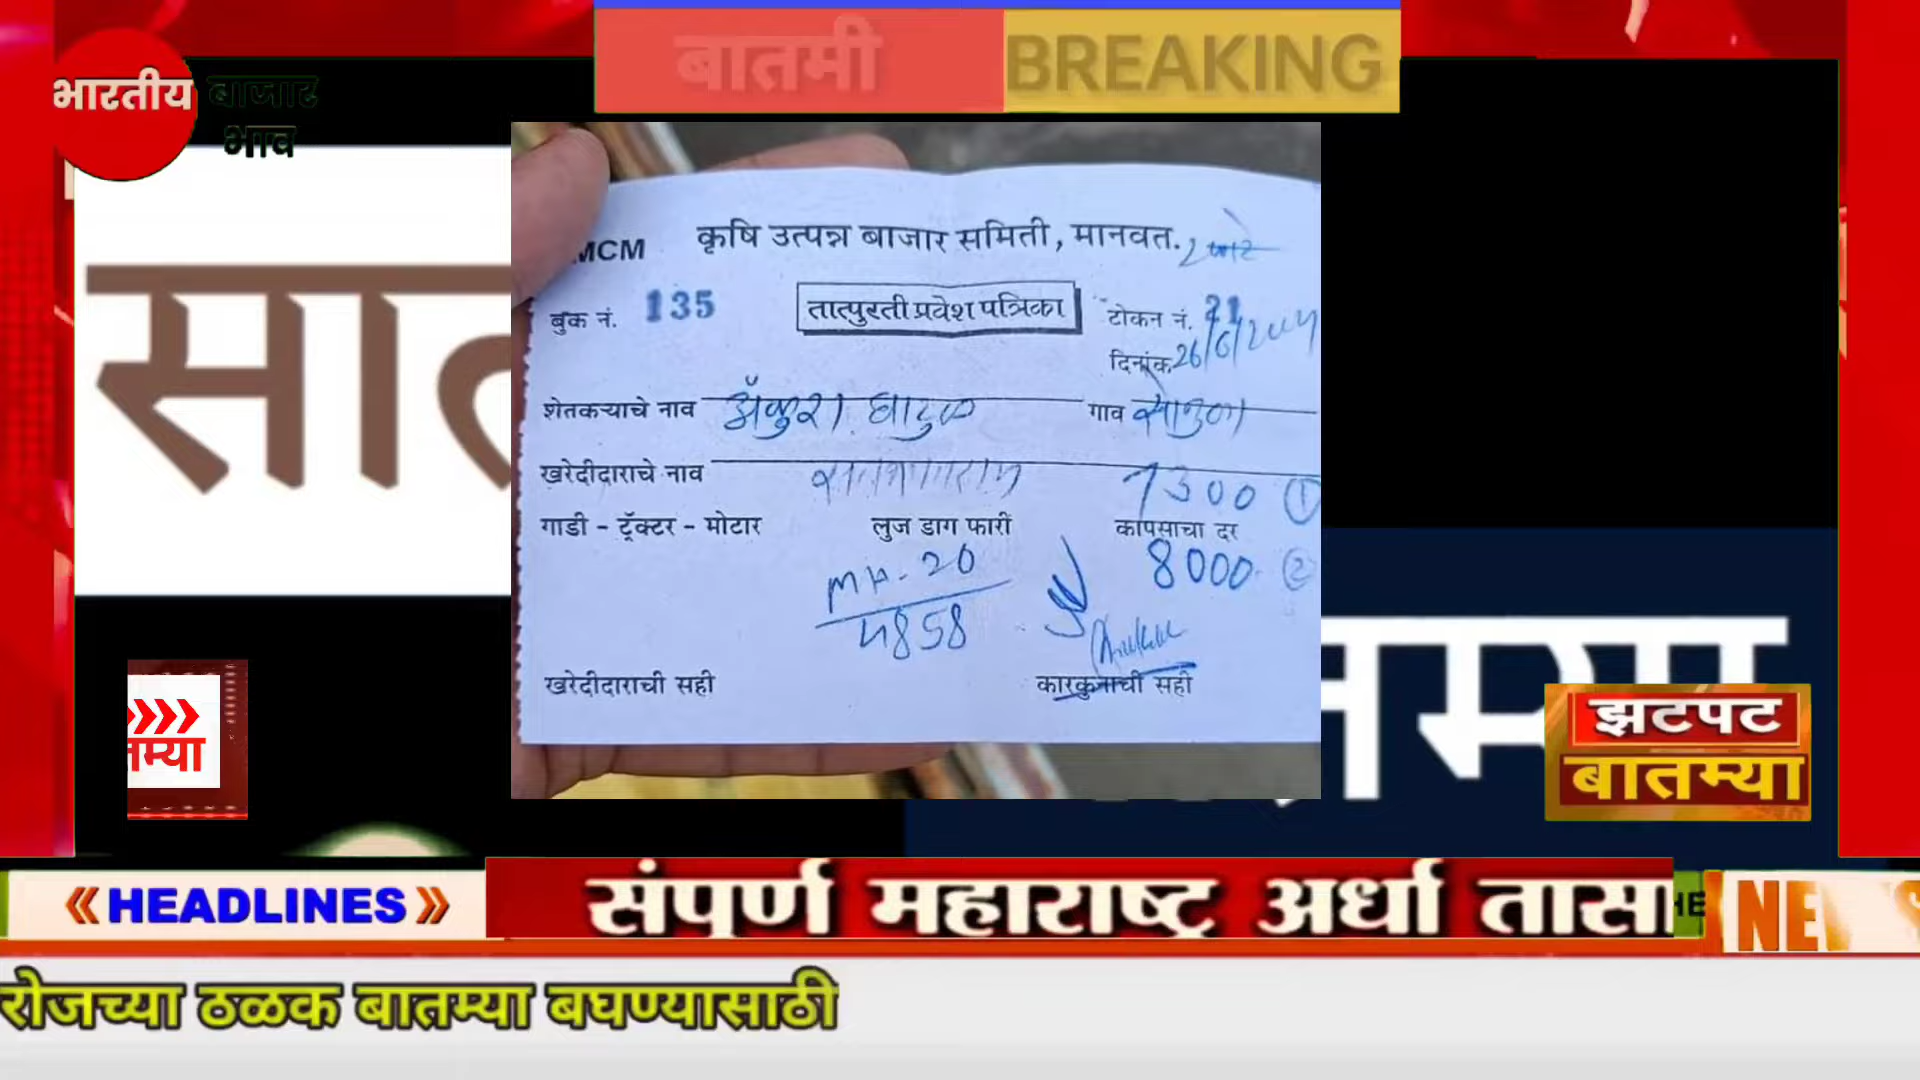 बातमी BREAKING
भारतीय बाजार
भाव
सात
MCM कृषि उत्पन्न बाजार समिती, मानवत.
बुक नं. 135 तात्पुरती प्रवेश पत्रिका टोकन नं. 21
दिनांक 26/6/
शेतकऱ्याचे नाव अंकुश घाटुळ गाव
खरेदीदाराचे नाव 7300 1
गाडी - ट्रॅक्टर - मोटार लुज डाग फारी कापसाचा दर
MH-20 8000 2
4858
खरेदीदाराची सही कारकुनाची सही
झटपट
बातम्या
HEADLINES संपूर्ण महाराष्ट्र अर्धा तासा
रोजच्या ठळक बातम्या बघण्यासाठी